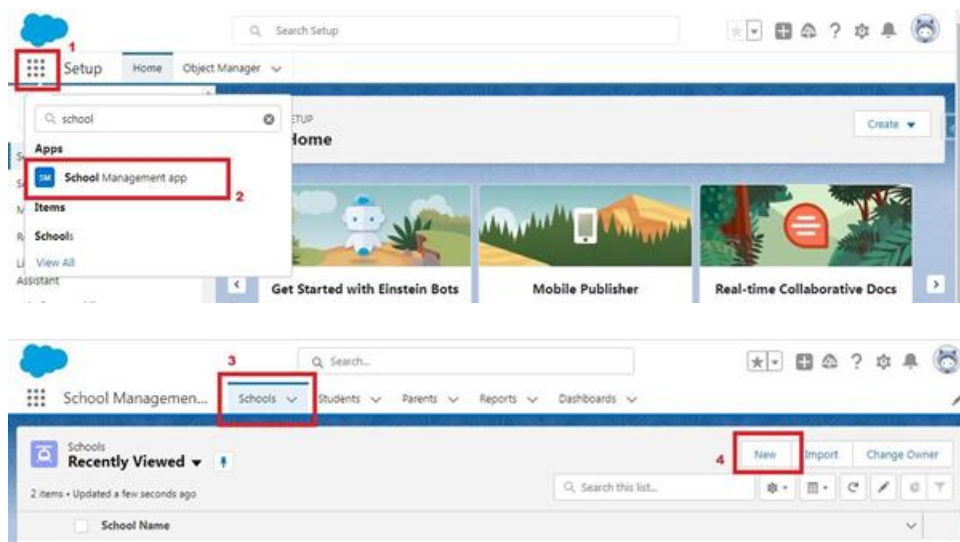 Search Setup
1
Setup Home Object Manager
school
Apps
SM School Management app
2
Items
Schools
View All
Assistant
ETUP
Home
Create
Get Started with Einstein Bots
Mobile Publisher
Real-time Collaborative Docs
3
Search...
School Managemen... Schools Students Parents Reports Dashboards
Schools
Recently Viewed
4
New Import Change Owner
2 items • Updated a few seconds ago
Search this list...
School Name